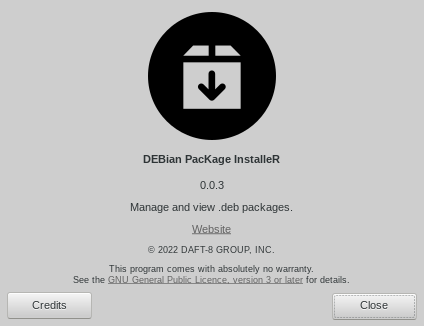 DEBian PacKage InstalleR
0.0.3
Manage and view .deb packages.
Website
© 2022 DAFT-8 GROUP, INC.
This program comes with absolutely no warranty.
See the GNU General Public Licence, version 3 or later for details.
Credits
Close